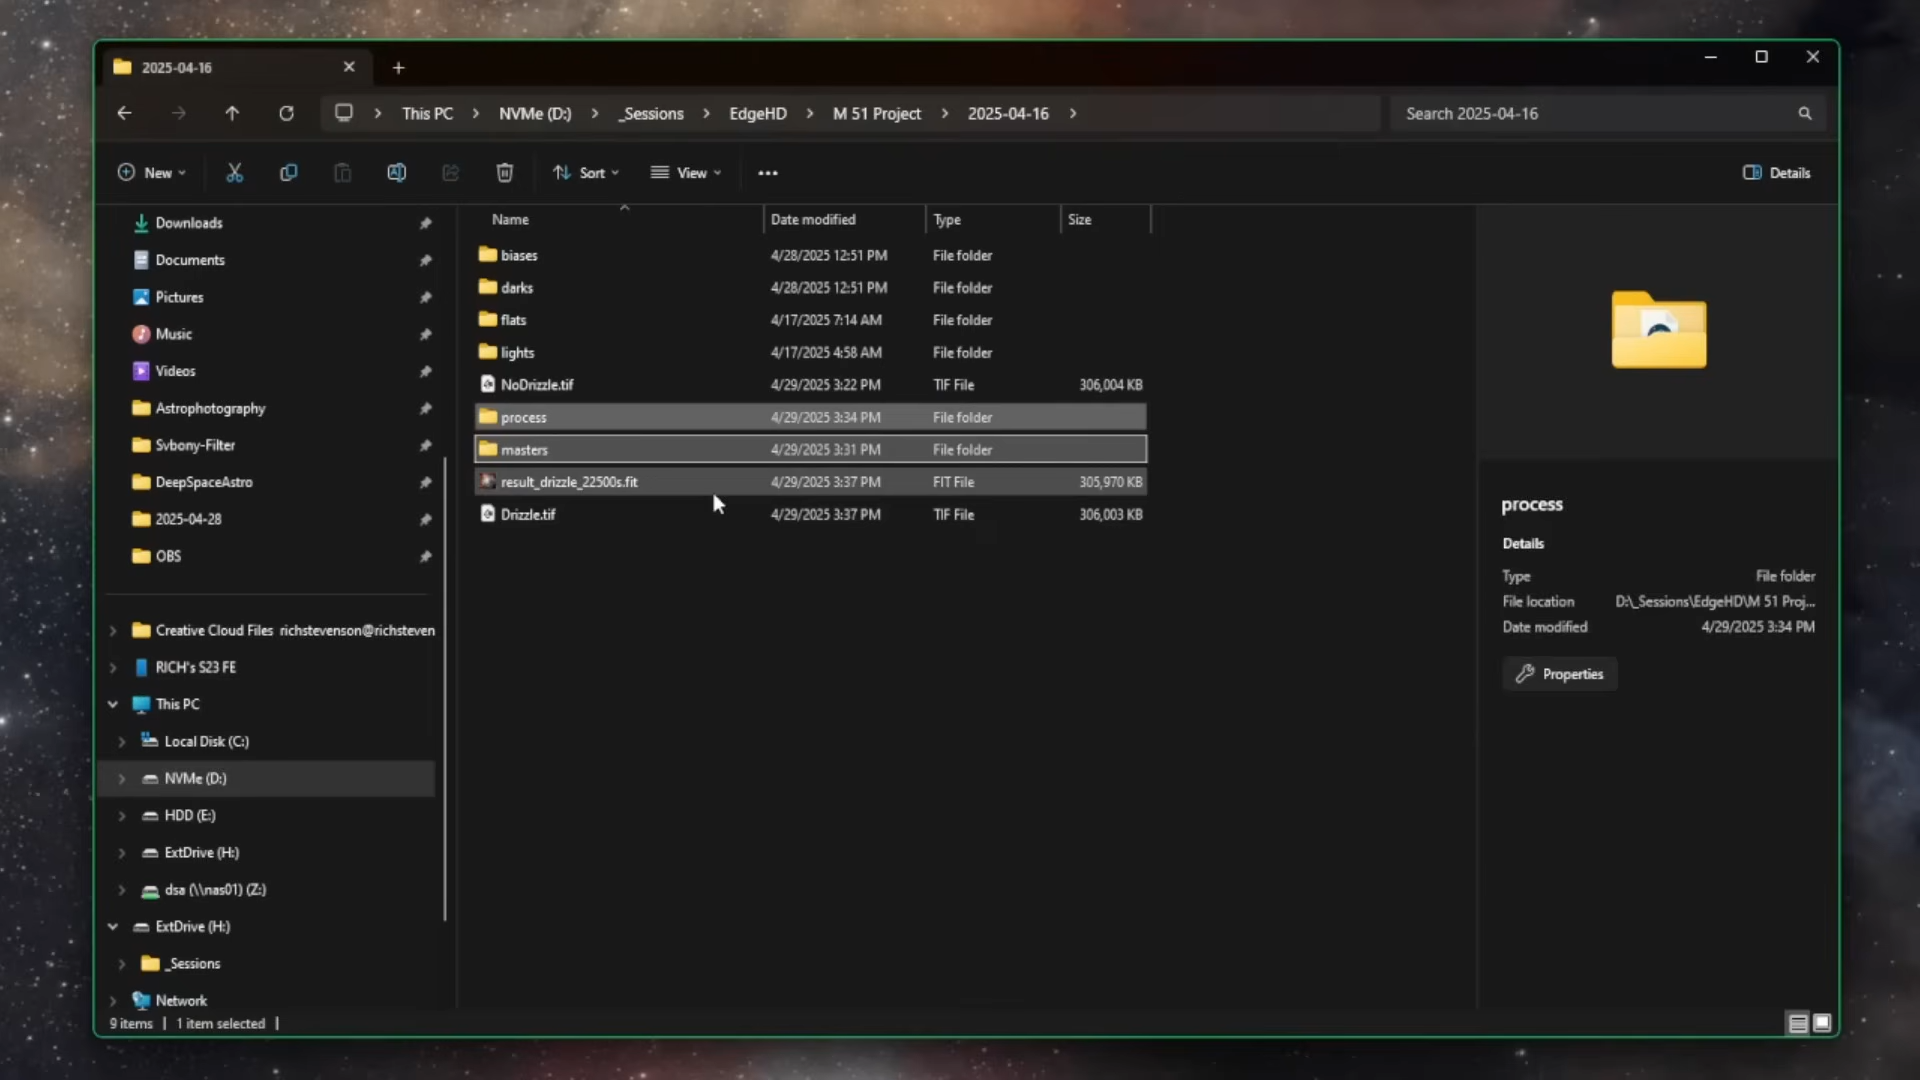 2025-04-16
This PC > NVMe (D:) > _Sessions > EdgeHD > M 51 Project > 2025-04-16 >
Search 2025-04-16
New
Sort
View
Details
Downloads
Documents
Pictures
Music
Videos
Astrophotography
Svbony-Filter
DeepSpaceAstro
2025-04-28
OBS
Creative Cloud Files richstevenson@richsteven
RICH's S23 FE
This PC
Local Disk (C:)
NVMe (D:)
HDD (E:)
ExtDrive (H:)
dsa (\\nas01) (Z:)
ExtDrive (H:)
_Sessions
Network
Name Date modified Type Size
biases 4/28/2025 12:51 PM File folder
darks 4/28/2025 12:51 PM File folder
flats 4/17/2025 7:14 AM File folder
lights 4/17/2025 4:58 AM File folder
NoDrizzle.tif 4/29/2025 3:22 PM TIF File 306,004 KB
process 4/29/2025 3:34 PM File folder
masters 4/29/2025 3:31 PM File folder
result_drizzle_22500s.fit 4/29/2025 3:37 PM FIT File 305,970 KB
Drizzle.tif 4/29/2025 3:37 PM TIF File 306,003 KB
process
Details
Type File folder
File location D:\_Sessions\EdgeHD\M 51 Proj...
Date modified 4/29/2025 3:34 PM
Properties
9 items | 1 item selected |